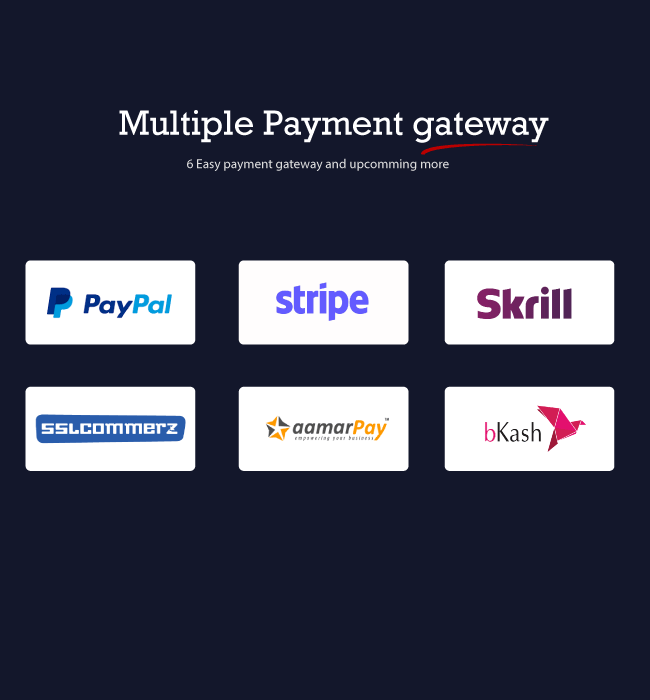 Multiple Payment gateway
6 Easy payment gateway and upcomming more
PayPal
stripe
Skrill
SSLCOMMERZ
aamarPay™
empowering your business
bKash